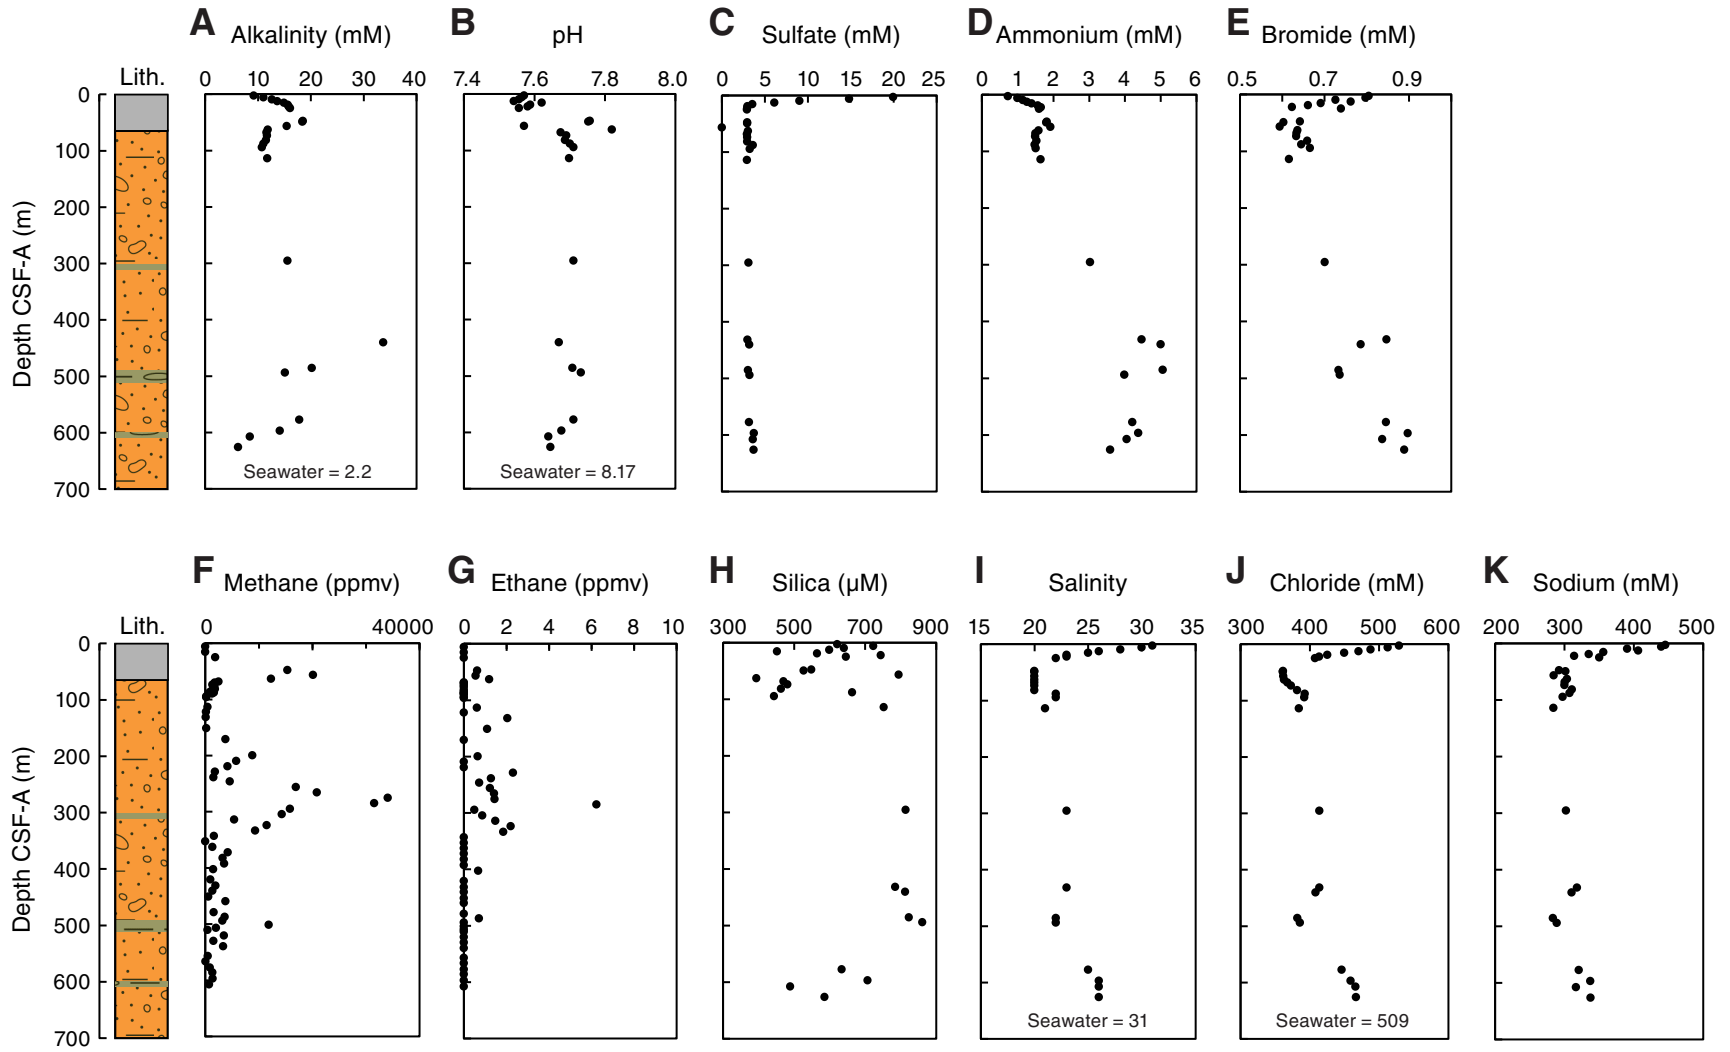 A Alkalinity (mM) B pH C Sulfate (mM) D Ammonium (mM) E Bromide (mM)
Lith. 0 10 20 30 40 7.4 7.6 7.8 8.0 0 5 10 15 20 25 0 1 2 3 4 5 6 0.5 0.7 0.9
0
100
200
300
400
500
600
700
Depth CSF-A (m)
Seawater = 2.2 Seawater = 8.17
F Methane (ppmv) G Ethane (ppmv) H Silica (µM) I Salinity J Chloride (mM) K Sodium (mM)
Lith. 0 40000 0 2 4 6 8 10 300 500 700 900 15 20 25 30 35 300 400 500 600 200 300 400 500
0
100
200
300
400
500
600
700
Depth CSF-A (m)
Seawater = 31 Seawater = 509